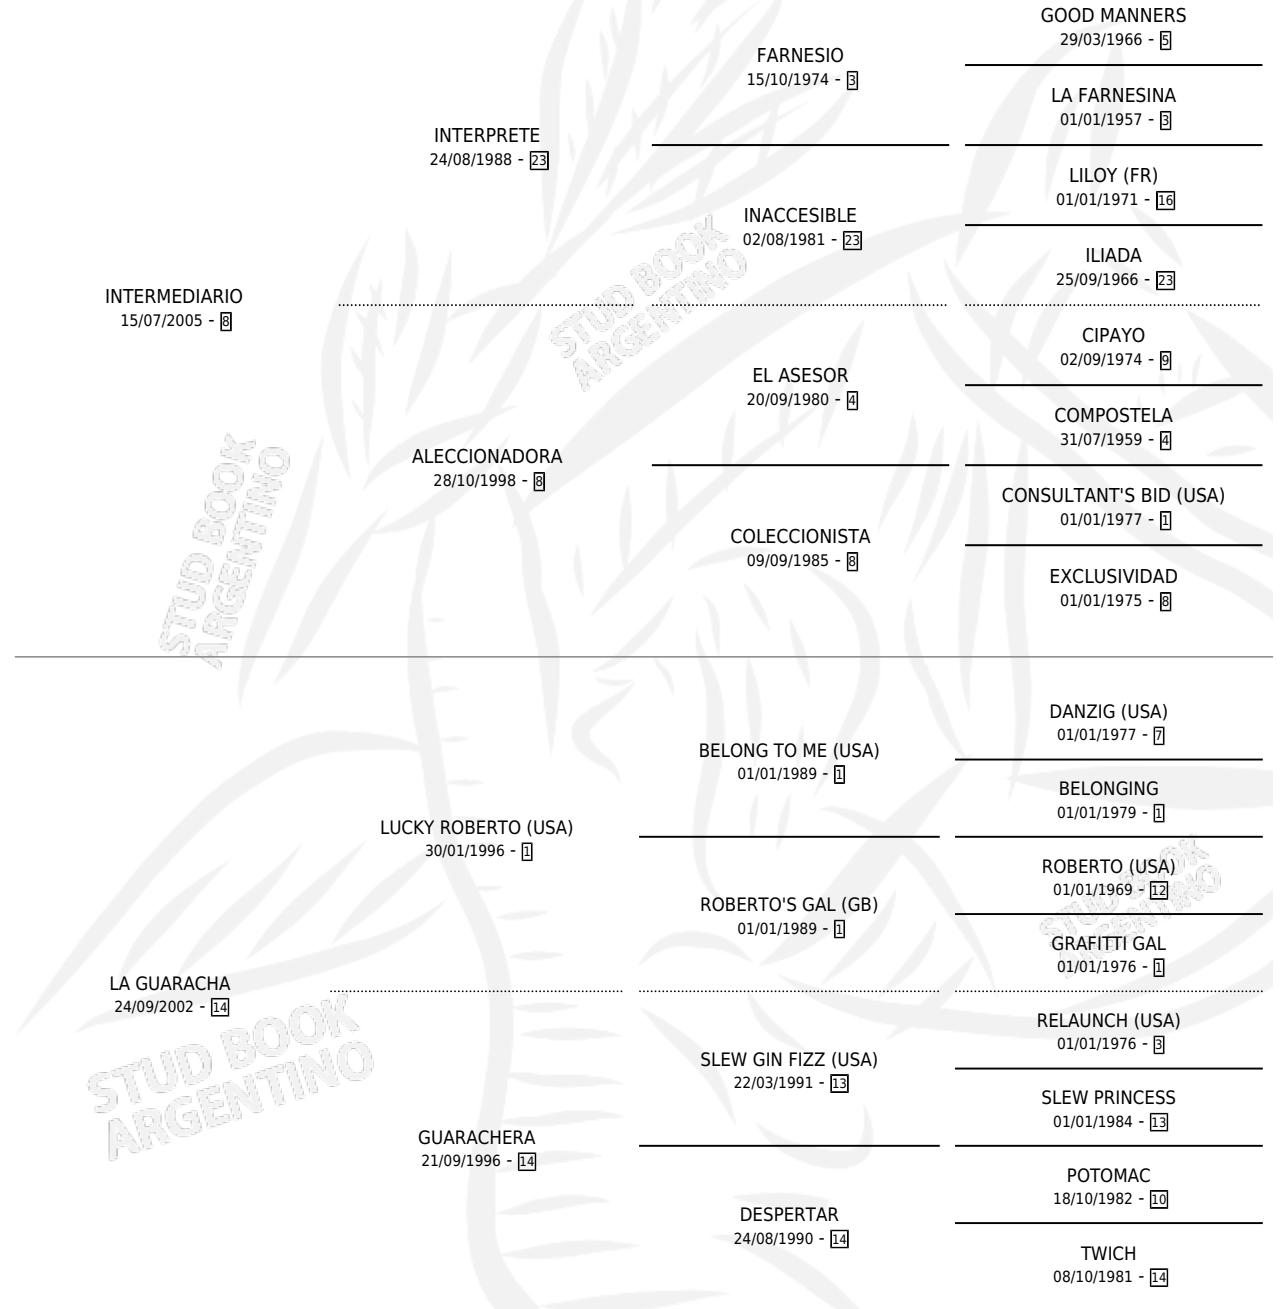 GOOD MANNERS
29/03/1966 - 5
FARNESIO
15/10/1974 - 3
LA FARNESINA
01/01/1957 - 3
INTERPRETE
24/08/1988 - 23
LILOY (FR)
01/01/1971 - 16
INACCESIBLE
02/08/1981 - 23
ILIADA
25/09/1966 - 23
INTERMEDIARIO
15/07/2005 - 8
STUD BOOK
ARGENTINO
CIPAYO
02/09/1974 - 9
EL ASESOR
20/09/1980 - 4
COMPOSTELA
31/07/1959 - 4
ALECCIONADORA
28/10/1998 - 8
CONSULTANT'S BID (USA)
01/01/1977 - 1
COLECCIONISTA
09/09/1985 - 8
EXCLUSIVIDAD
01/01/1975 - 8
STUD BOOK
ARGENTINO
DANZIG (USA)
01/01/1977 - 7
BELONG TO ME (USA)
01/01/1989 - 1
BELONGING
01/01/1979 - 1
LUCKY ROBERTO (USA)
30/01/1996 - 1
ROBERTO (USA)
01/01/1969 - 12
ROBERTO'S GAL (GB)
01/01/1989 - 1
STUD BOOK
ARGENTINO
GRAFITTI GAL
01/01/1976 - 1
LA GUARACHA
24/09/2002 - 14
RELAUNCH (USA)
01/01/1976 - 3
SLEW GIN FIZZ (USA)
22/03/1991 - 13
SLEW PRINCESS
01/01/1984 - 13
STUD BOOK
ARGENTINO
GUARACHERA
21/09/1996 - 14
POTOMAC
18/10/1982 - 10
DESPERTAR
24/08/1990 - 14
TWICH
08/10/1981 - 14